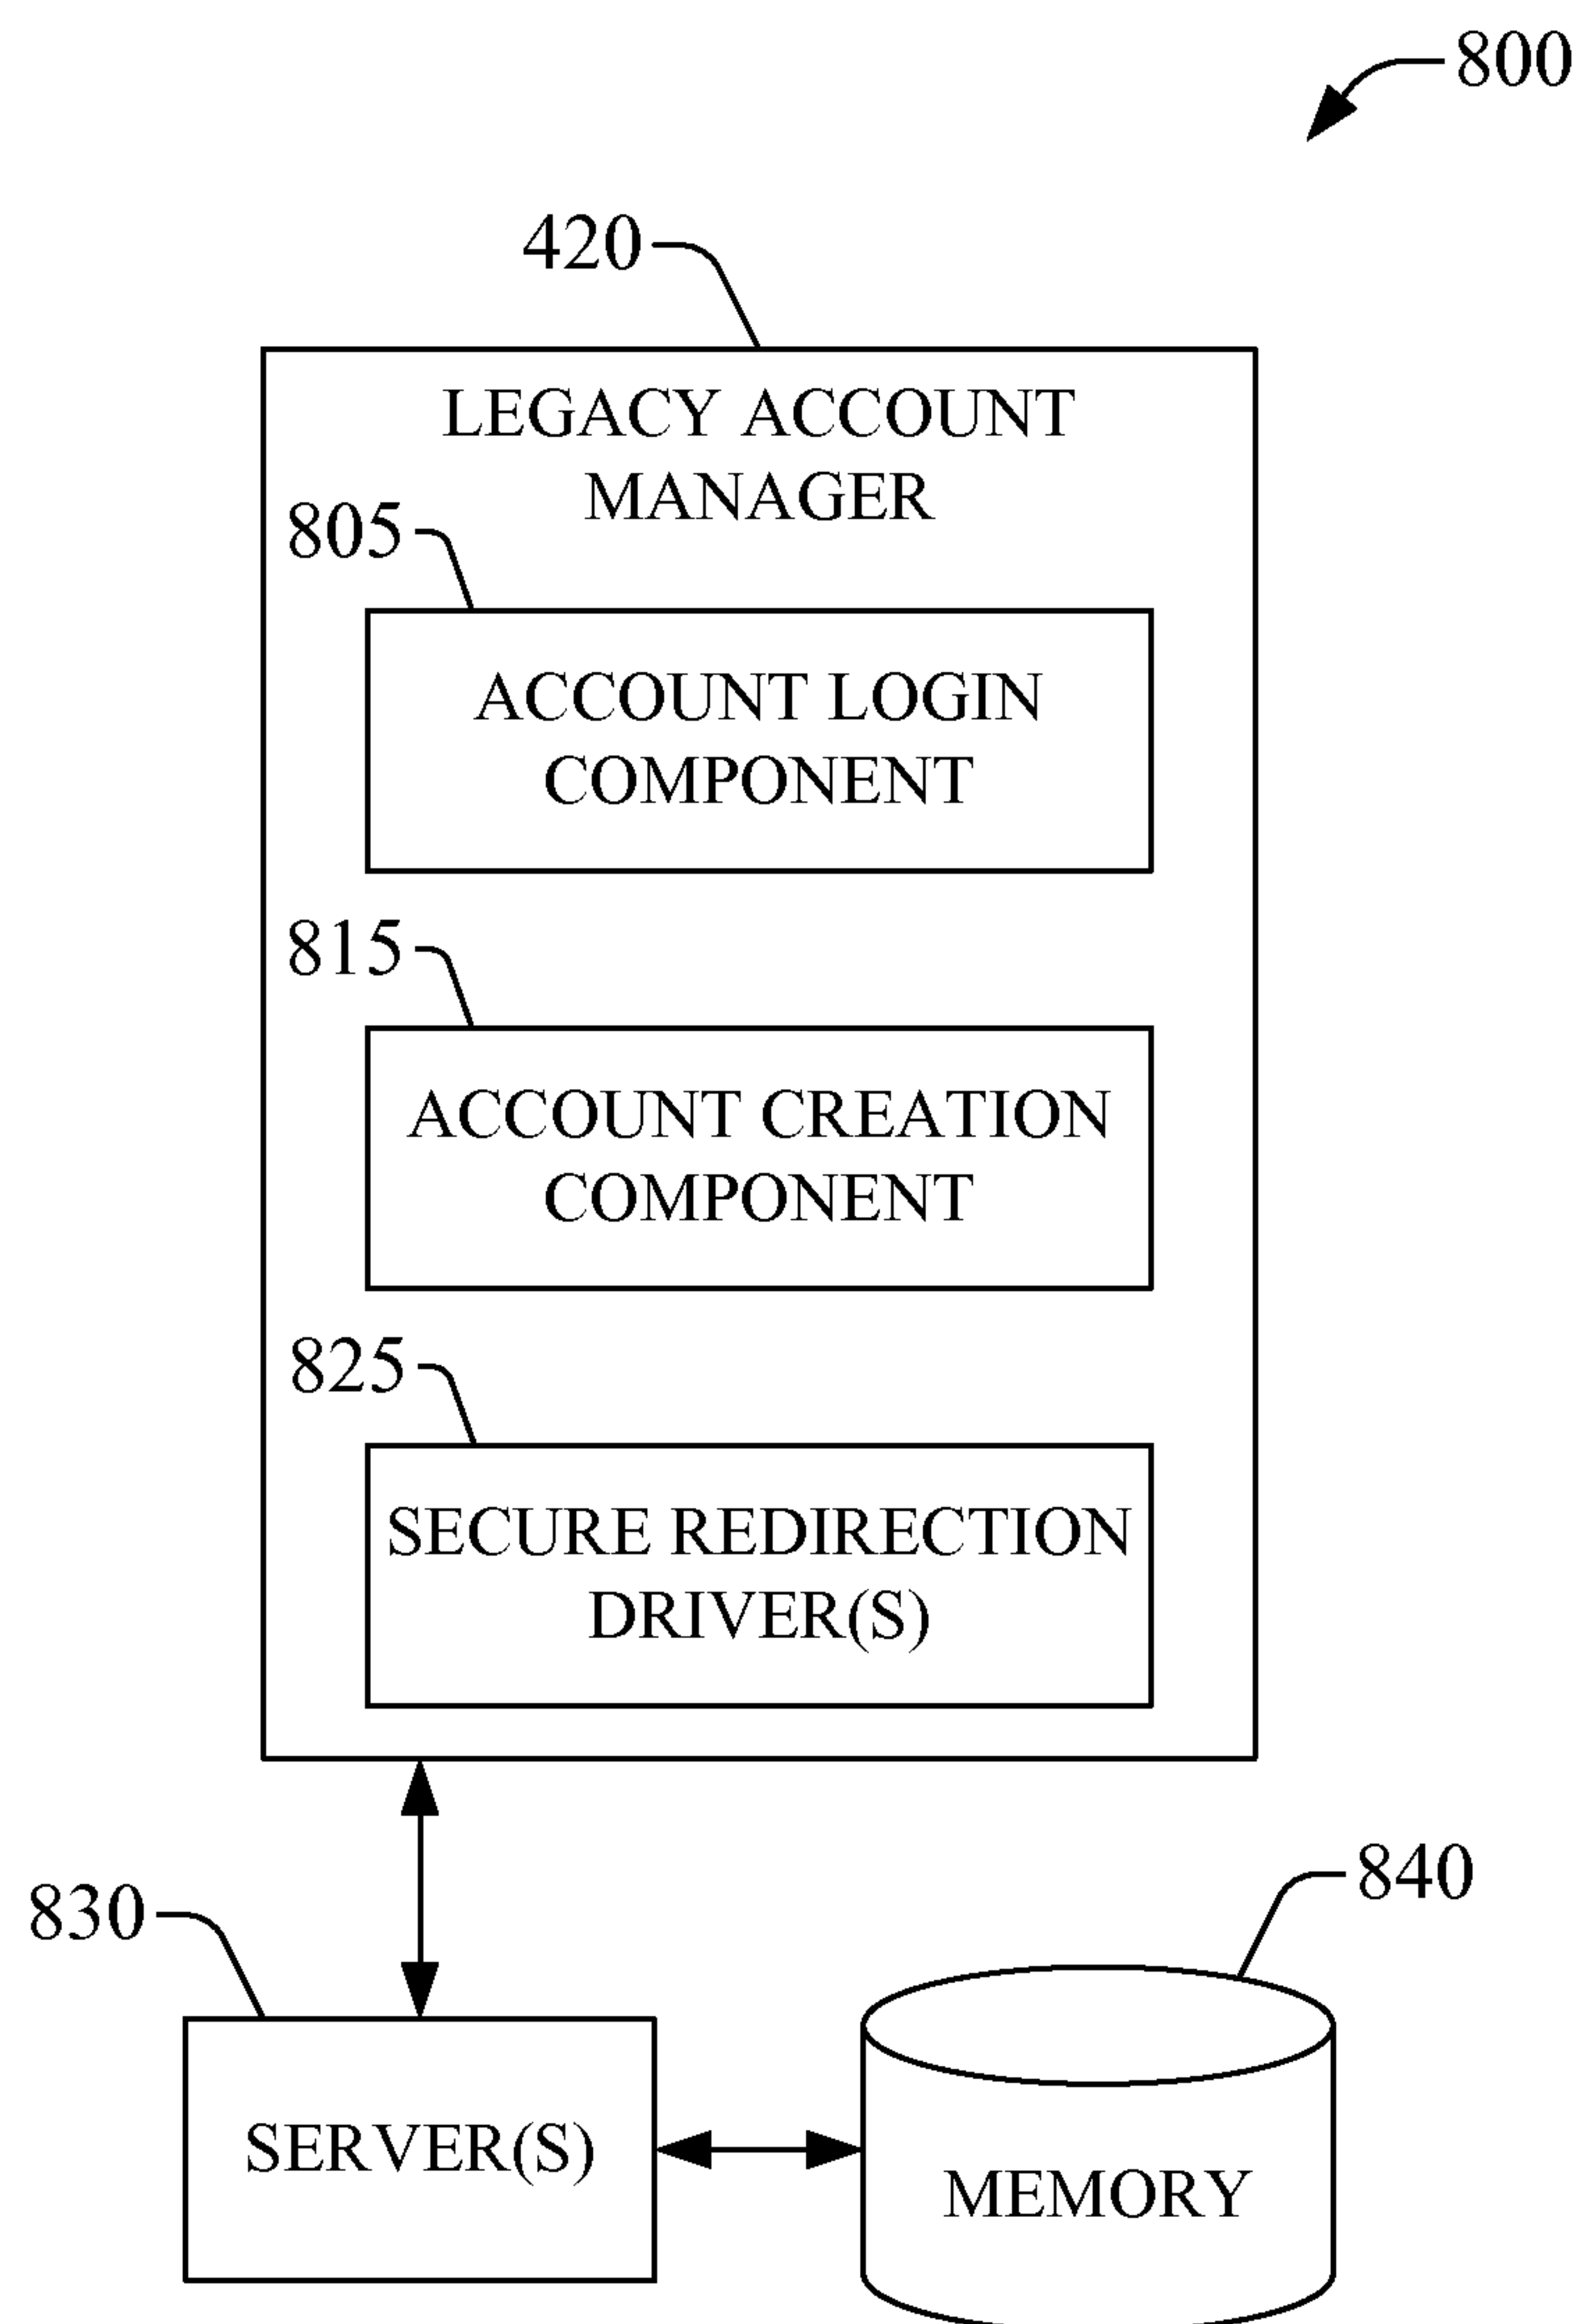 800
420
LEGACY ACCOUNT
MANAGER
805
ACCOUNT LOGIN
COMPONENT
815
ACCOUNT CREATION
COMPONENT
825
SECURE REDIRECTION
DRIVER(S)
830
840
SERVER(S)
MEMORY